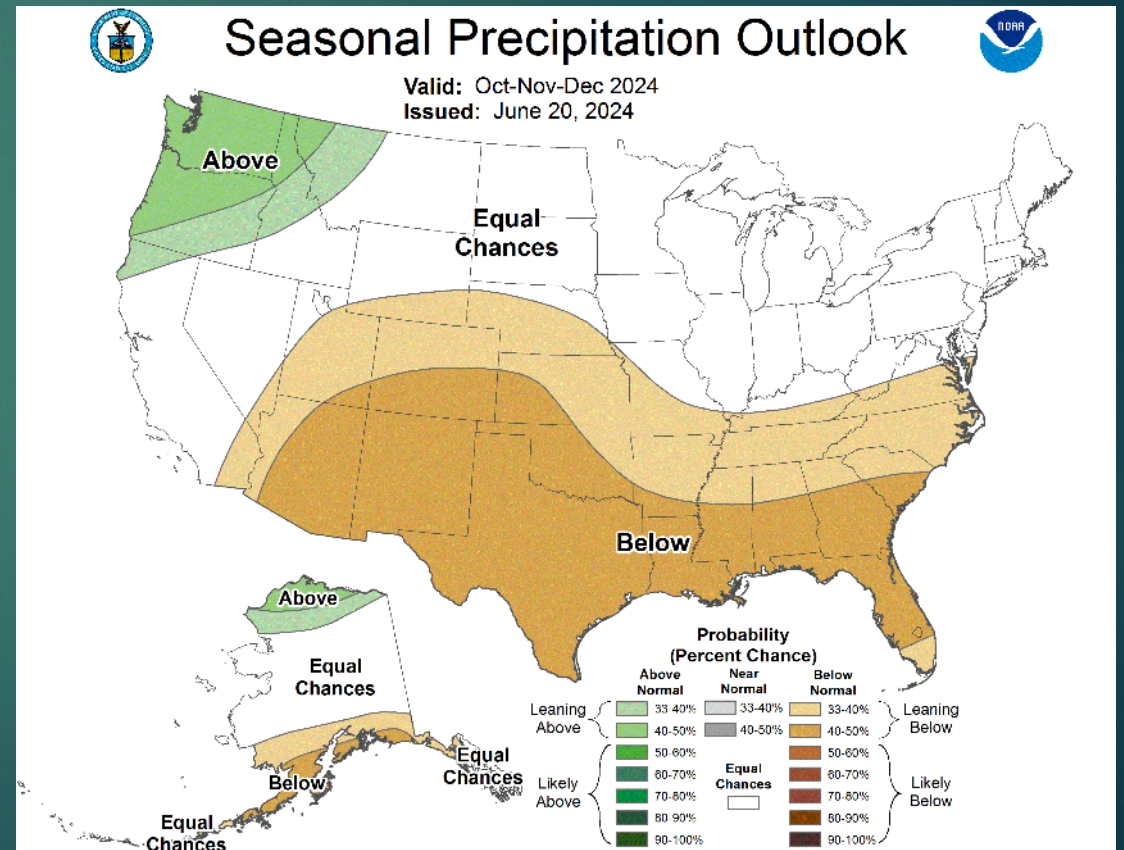 Seasonal Precipitation Outlook
NOAA
Valid: Oct-Nov-Dec 2024
Issued: June 20, 2024
Above
Equal
Chances
Below
Above
Equal
Chances
Below
Equal
Chances
Equal
Chances
Probability
(Percent Chance)
Above
Normal
Near
Normal
Below
Normal
Leaning
Above
33-40%
33-40%
33-40%
Leaning
Below
40-50%
40-50%
40-50%
Likely
Above
50-60%
50-60%
Likely
Below
60-70%
60-70%
70-80%
70-80%
80-90%
80-90%
90-100%
90-100%
Equal
Chances